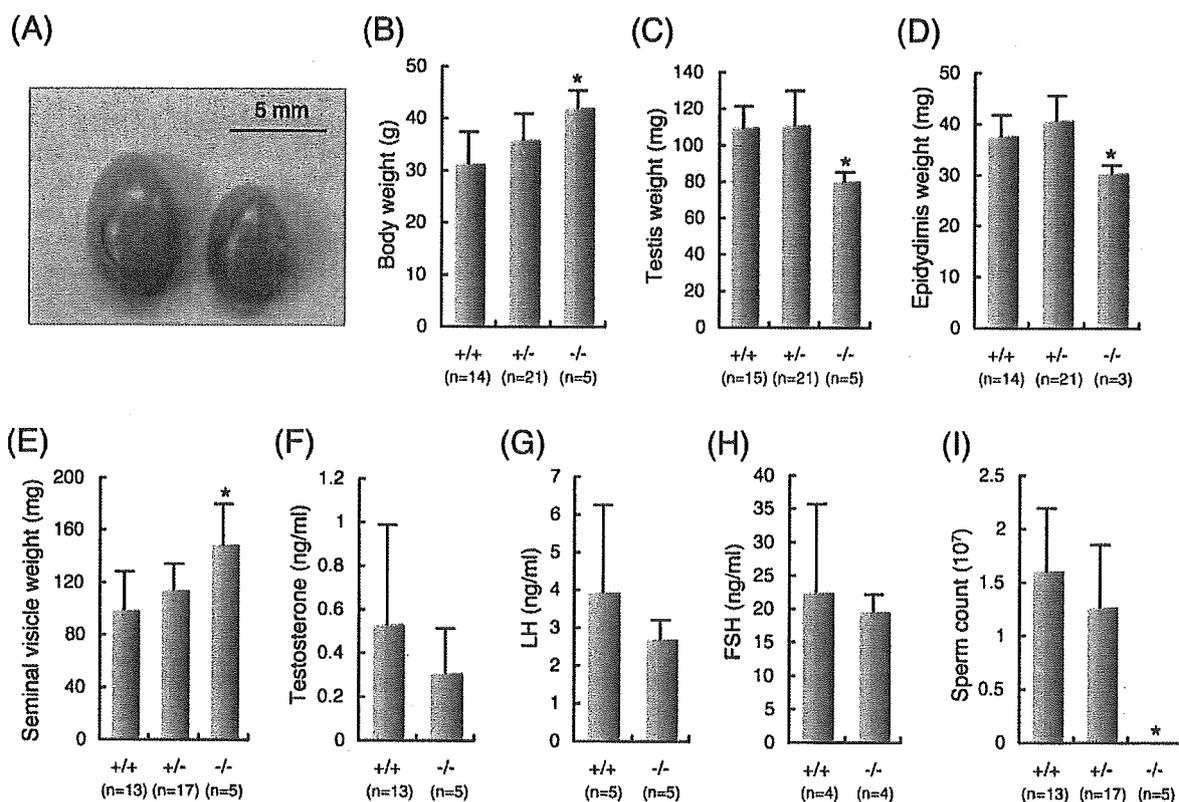 (A)
5 mm
(B)
Body weight (g)
50
40
30
20
10
0
*
+/+ +/- -/-
(n=14) (n=21) (n=5)
(C)
Testis weight (mg)
140
120
100
80
60
40
20
0
*
+/+ +/- -/-
(n=15) (n=21) (n=5)
(D)
Epidydimis weight (mg)
50
40
30
20
10
0
*
+/+ +/- -/-
(n=14) (n=21) (n=3)
(E)
Seminal visicle weight (mg)
200
160
120
80
40
0
*
+/+ +/- -/-
(n=13) (n=17) (n=5)
(F)
Testosterone (ng/ml)
1.2
1
0.8
0.6
0.4
0.2
0
+/+ -/-
(n=13) (n=5)
(G)
LH (ng/ml)
7
6
5
4
3
2
1
0
+/+ -/-
(n=5) (n=5)
(H)
FSH (ng/ml)
40
35
30
25
20
15
10
5
0
+/+ -/-
(n=4) (n=4)
(I)
Sperm count (10⁷)
2.5
2
1.5
1
0.5
0
*
+/+ +/- -/-
(n=13) (n=17) (n=5)